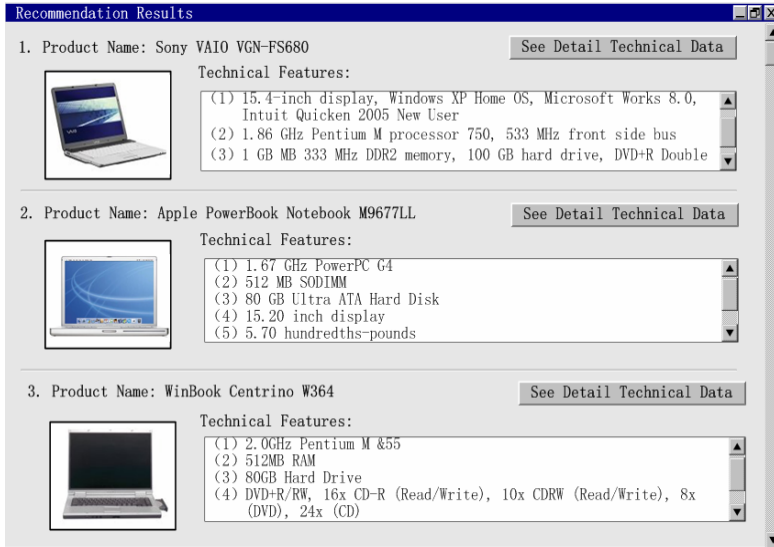 Recommendation Results
1. Product Name: Sony VAIO VGN-FS680
See Detail Technical Data
Technical Features:
(1) 15.4-inch display, Windows XP Home OS, Microsoft Works 8.0,
Intuit Quicken 2005 New User
(2) 1.86 GHz Pentium M processor 750, 533 MHz front side bus
(3) 1 GB MB 333 MHz DDR2 memory, 100 GB hard drive, DVD+R Double
2. Product Name: Apple PowerBook Notebook M9677LL
See Detail Technical Data
Technical Features:
(1) 1.67 GHz PowerPC G4
(2) 512 MB SODIMM
(3) 80 GB Ultra ATA Hard Disk
(4) 15.20 inch display
(5) 5.70 hundredths-pounds
3. Product Name: WinBook Centrino W364
See Detail Technical Data
Technical Features:
(1) 2.0GHz Pentium M &55
(2) 512MB RAM
(3) 80GB Hard Drive
(4) DVD+R/RW, 16x CD-R (Read/Write), 10x CDRW (Read/Write), 8x
(DVD), 24x (CD)